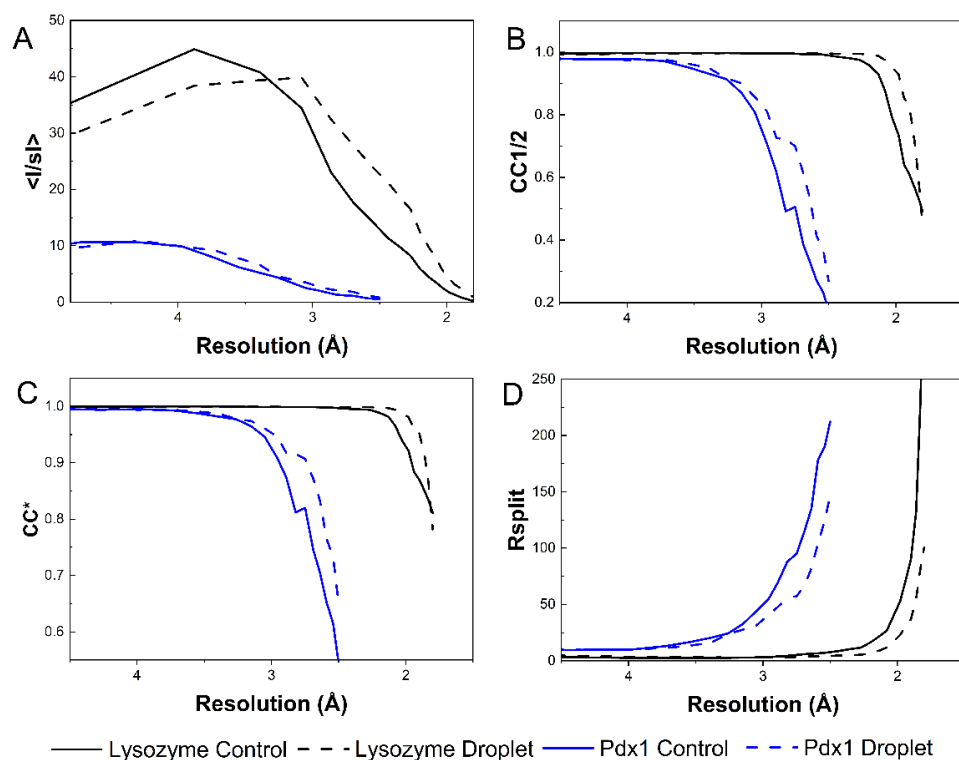 A
50
40
30
20
10
0
<I/sI>
4
3
2
Resolution (Å)
B
1.0
0.8
0.6
0.4
0.2
CC1/2
4
3
2
Resolution (Å)
C
1.0
0.9
0.8
0.7
0.6
CC*
4
3
2
Resolution (Å)
D
250
200
150
100
50
0
Rsplit
4
3
2
Resolution (Å)
Lysozyme Control Lysozyme Droplet Pdx1 Control Pdx1 Droplet